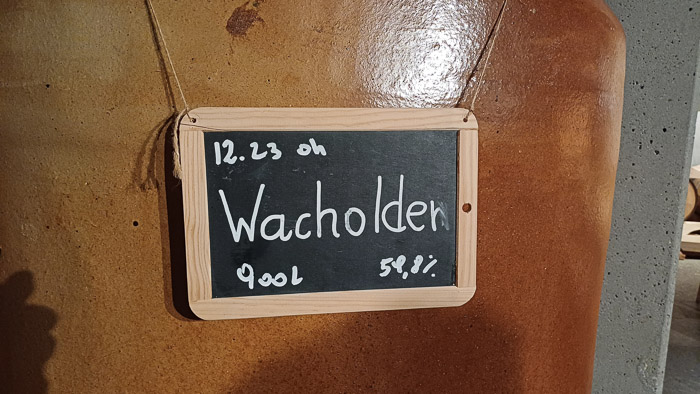 12.23 oh
Wacholder
900L 59,8%